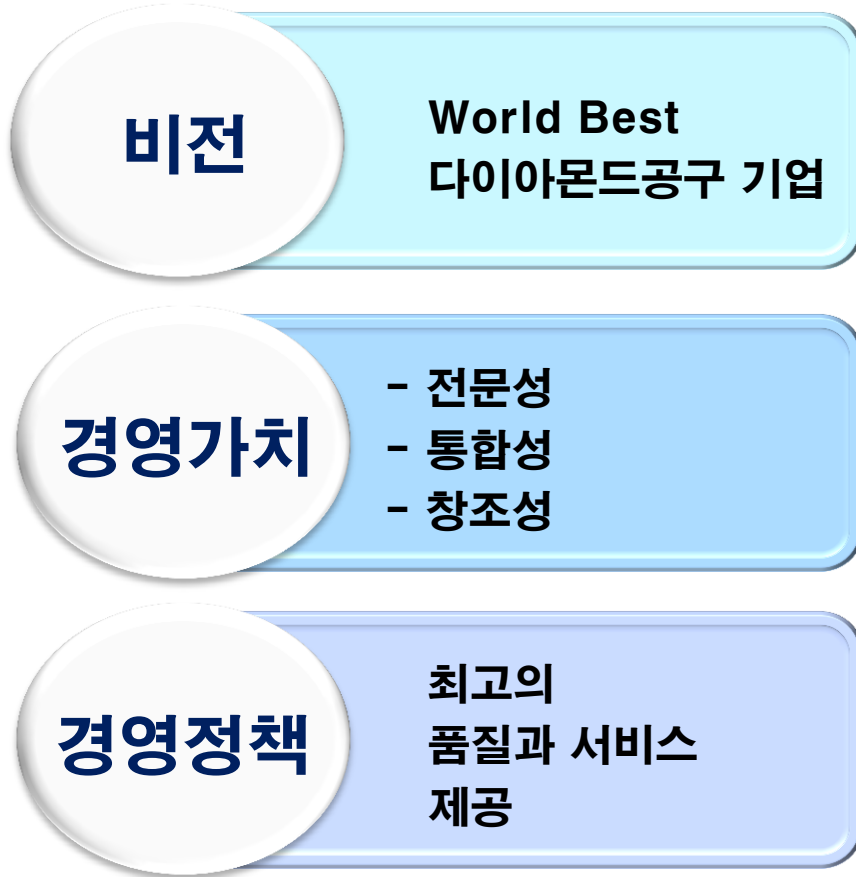 비전
World Best
다이아몬드공구 기업
경영가치
- 전문성
- 통합성
- 창조성
경영정책
최고의
품질과 서비스
제공